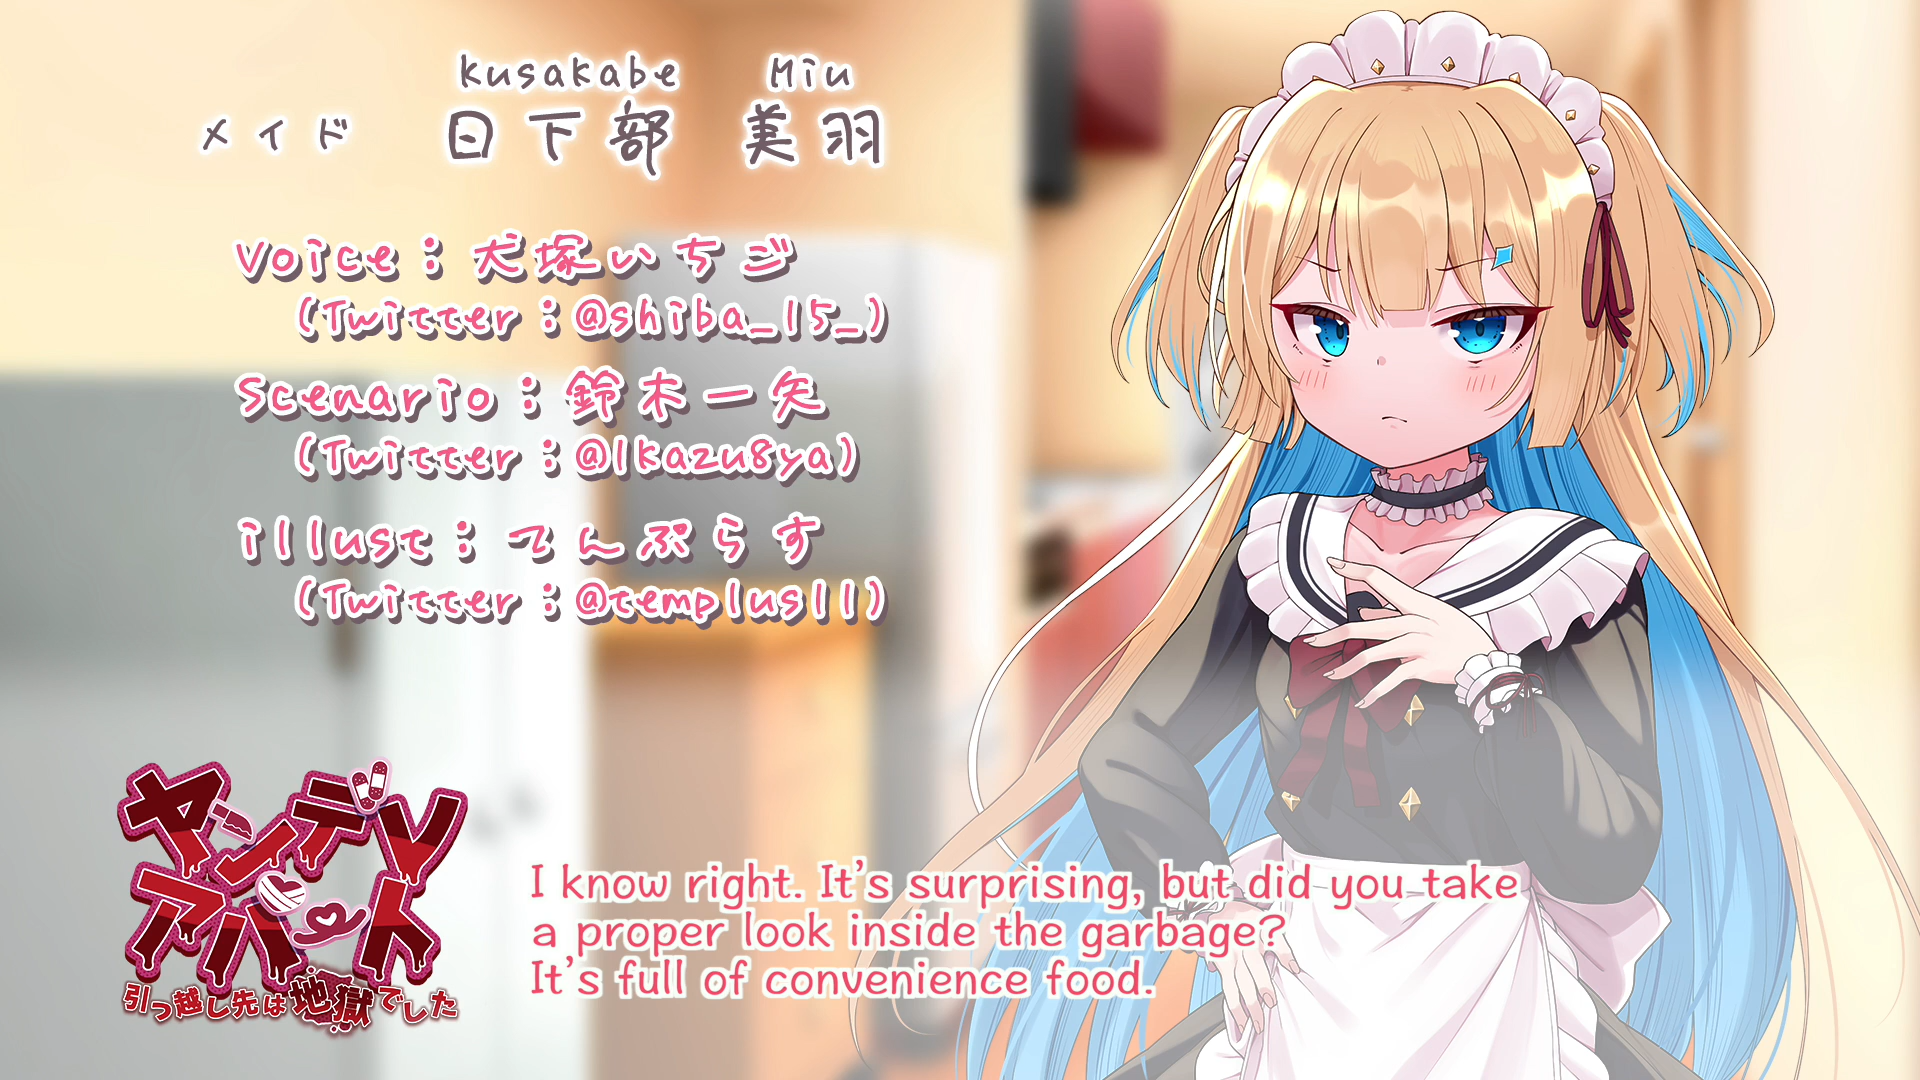 Kusakabe Miu
メイド 日下部 美羽
Voice：犬塚いちご
(Twitter：@shiba_15_)
Scenario：鈴木一矢
(Twitter：@1kazu8ya)
illust：てんぷらす
(Twitter：@templus11)
ヤンデレ
アパート
引っ越し先は地獄でした
I know right. It's surprising, but did you take
a proper look inside the garbage?
It's full of convenience food.